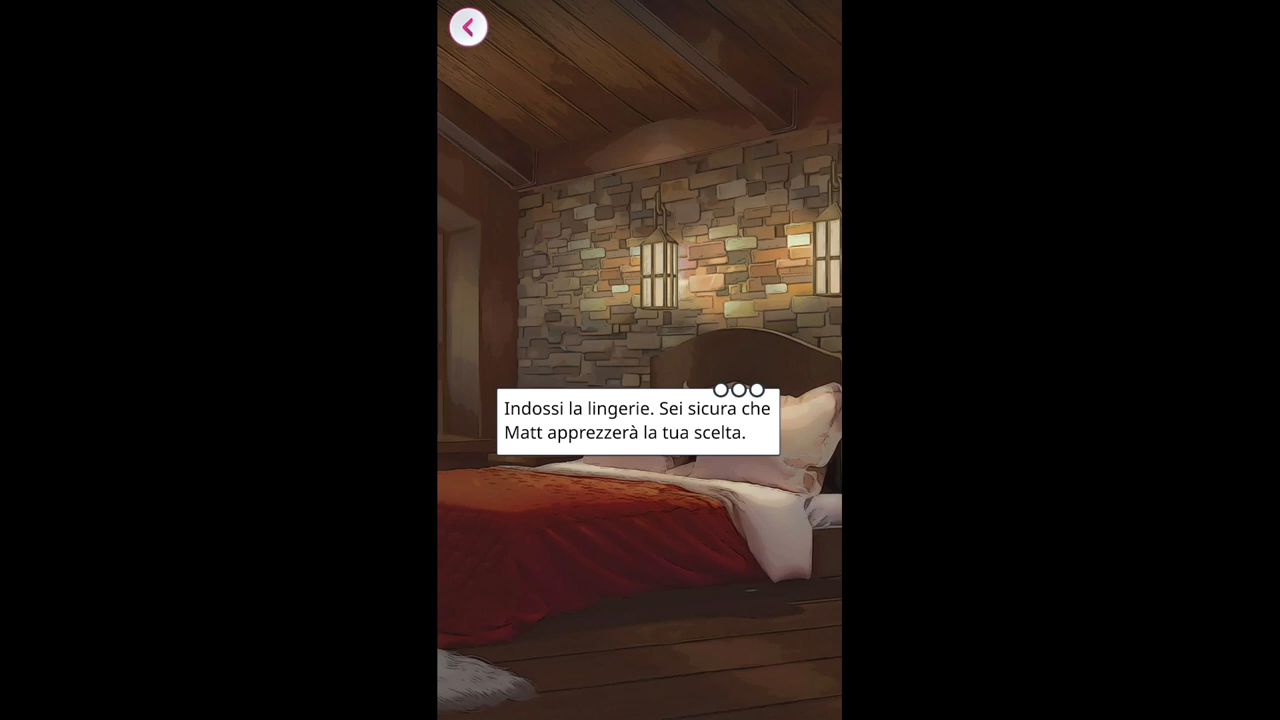 Indossi la lingerie. Sei sicura che
Matt apprezzerà la tua scelta.